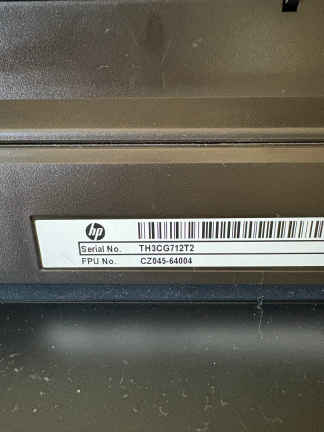 hp
Serial No. TH3CG712T2
FPU No. CZ045-64004